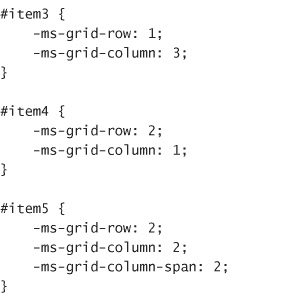 #item3 {
    -ms-grid-row: 1;
    -ms-grid-column: 3;
}

#item4 {
    -ms-grid-row: 2;
    -ms-grid-column: 1;
}

#item5 {
    -ms-grid-row: 2;
    -ms-grid-column: 2;
    -ms-grid-column-span: 2;
}